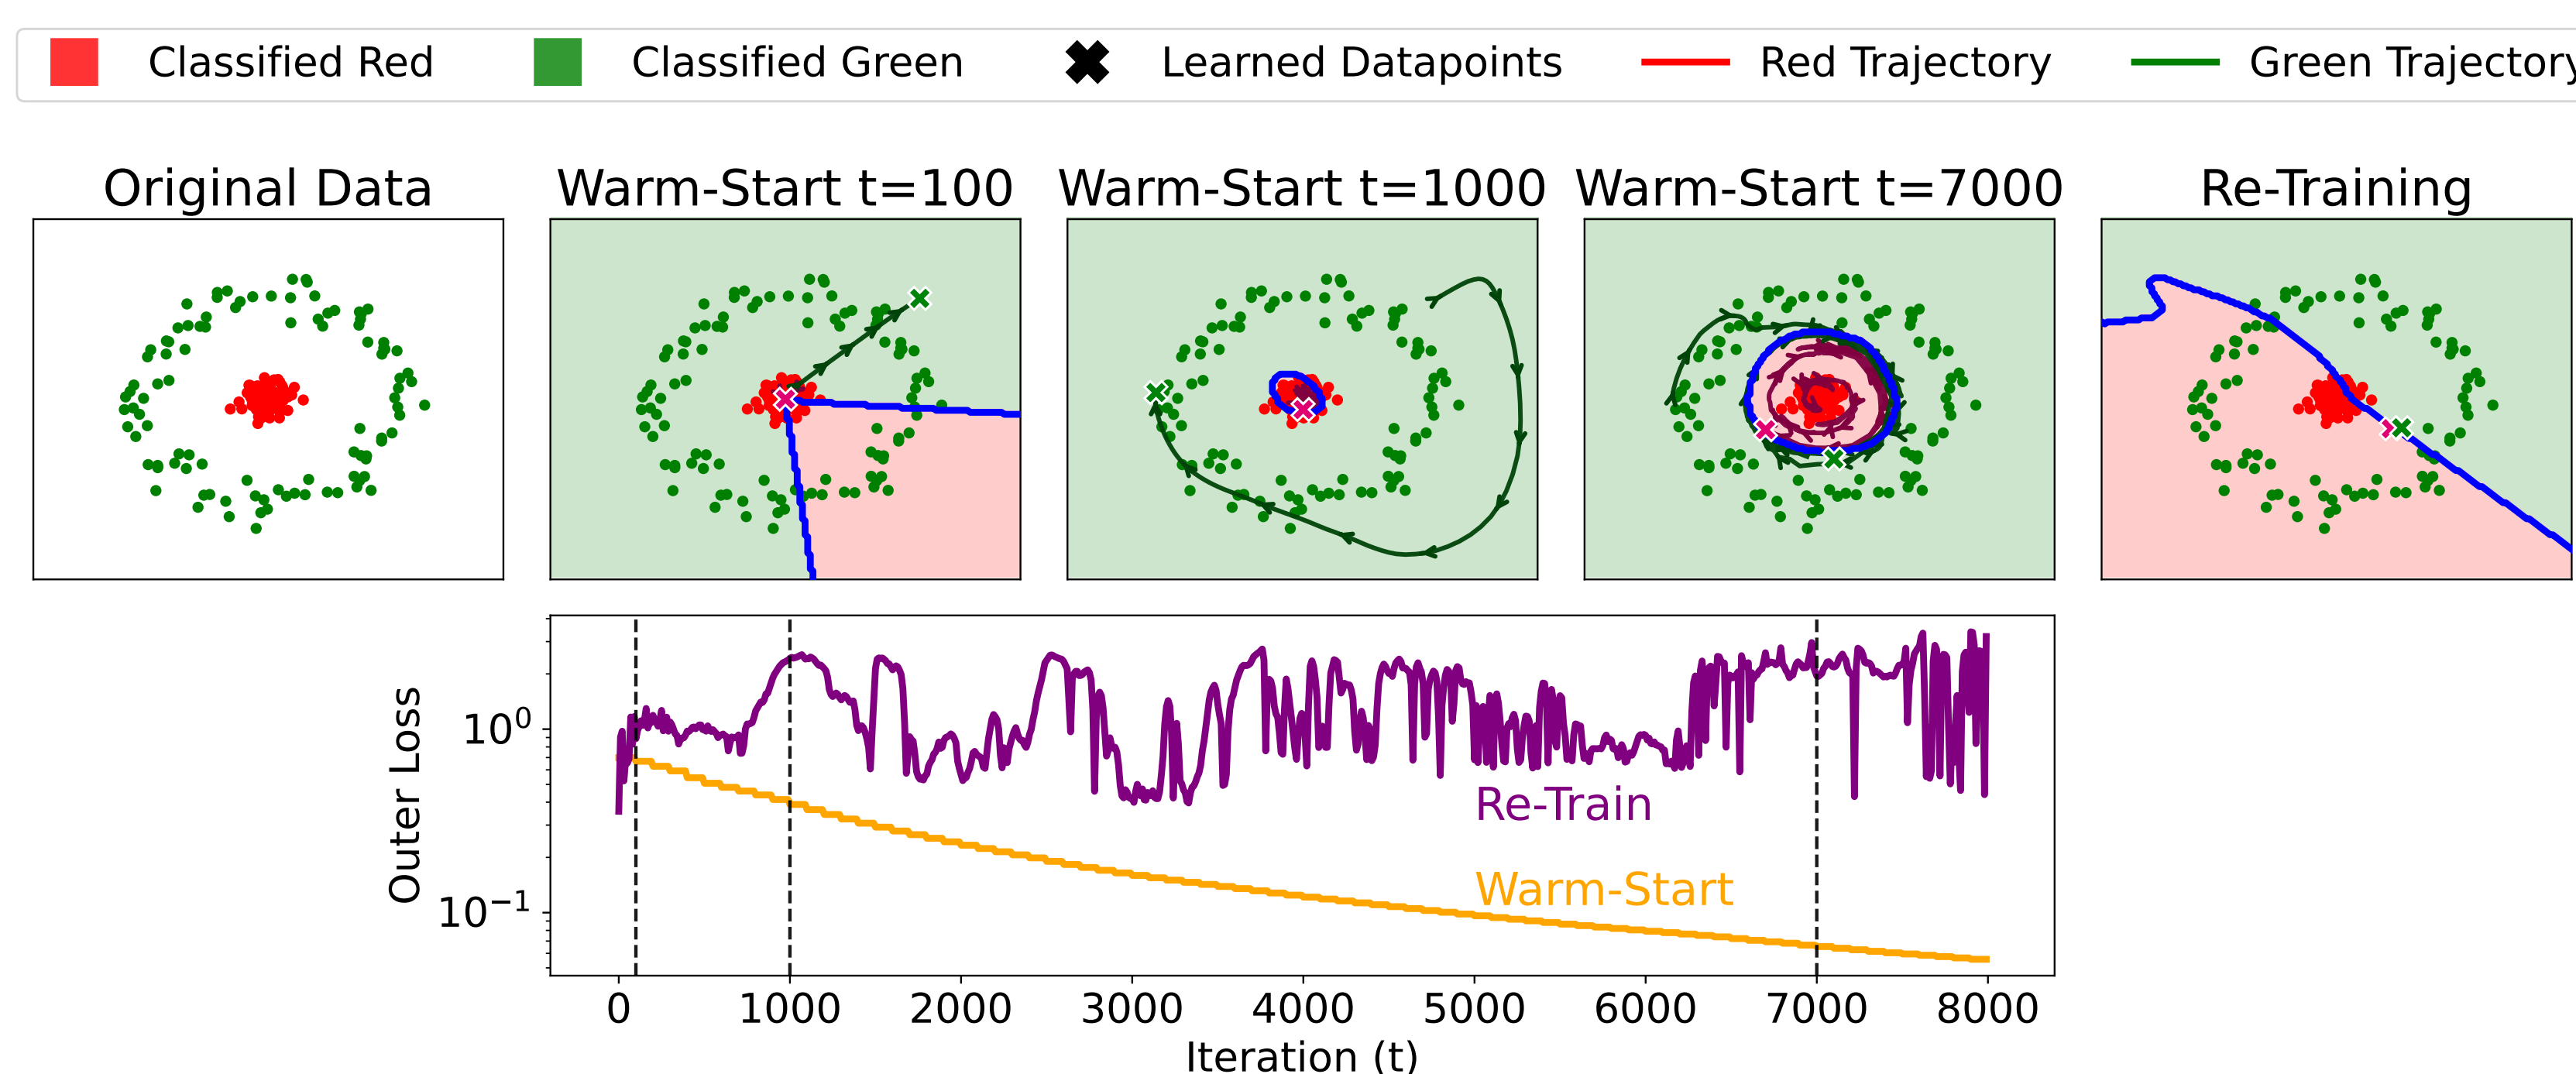 Classified Red Classified Green Learned Datapoints Red Trajectory Green Trajectory
Original Data Warm-Start t=100 Warm-Start t=1000 Warm-Start t=7000 Re-Training
Outer Loss
10⁰
10⁻¹
Re-Train
Warm-Start
0 1000 2000 3000 4000 5000 6000 7000 8000
Iteration (t)